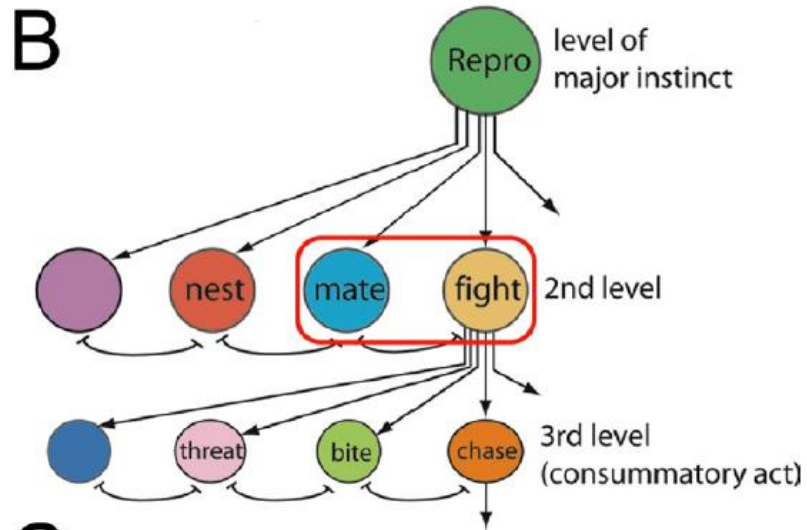 B
Repro
level of
major instinct
nest
mate
fight
2nd level
threat
bite
chase
3rd level
(consummatory act)